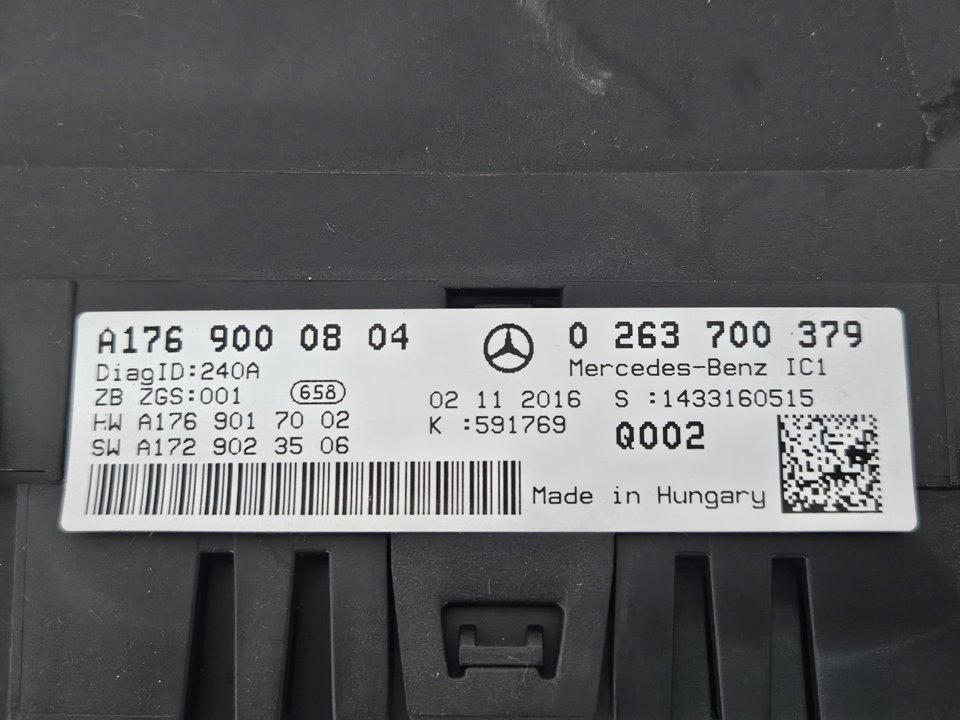 A176 900 08 04
0 263 700 379
DiagID:240A
Mercedes-Benz IC1
ZB ZGS:001 658
02 11 2016 S :1433160515
HW A176 901 70 02
K :591769
Q002
SW A172 902 35 06
Made in Hungary